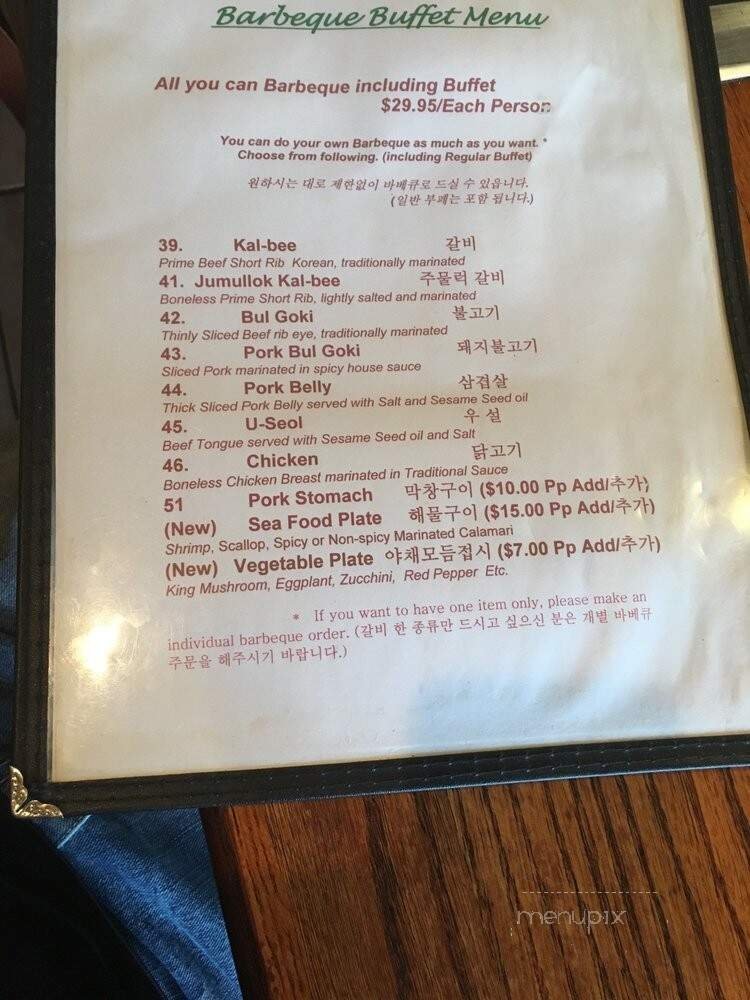 Barbeque Buffet Menu
All you can Barbeque including Buffet
$29.95/Each Person
You can do your own Barbeque as much as you want. *
Choose from following. (including Regular Buffet)
원하시는 대로 제한없이 바베큐로 드실 수 있읍니다.
(일반 부페는 포함 됩니다.)
39. Kal-bee 갈비
Prime Beef Short Rib Korean, traditionally marinated
41. Jumullok Kal-bee 주물럭 갈비
Boneless Prime Short Rib, lightly salted and marinated
42. Bul Goki 불고기
Thinly Sliced Beef rib eye, traditionally marinated
43. Pork Bul Goki 돼지불고기
Sliced Pork marinated in spicy house sauce
44. Pork Belly 삼겹살
Thick Sliced Pork Belly served with Salt and Sesame Seed oil
45. U-Seol 우 설
Beef Tongue served with Sesame Seed oil and Salt
46. Chicken 닭고기
Boneless Chicken Breast marinated in Traditional Sauce
51 Pork Stomach 막창구이 ($10.00 Pp Add/추가)
(New) Sea Food Plate 해물구이 ($15.00 Pp Add/추가)
Shrimp, Scallop, Spicy or Non-spicy Marinated Calamari
(New) Vegetable Plate 야채모듬접시 ($7.00 Pp Add/추가)
King Mushroom, Eggplant, Zucchini, Red Pepper Etc.
* If you want to have one item only, please make an
individual barbeque order. (갈비 한 종류만 드시고 싶으신 분은 개별 바베큐
주문을 해주시기 바랍니다.)
menupix